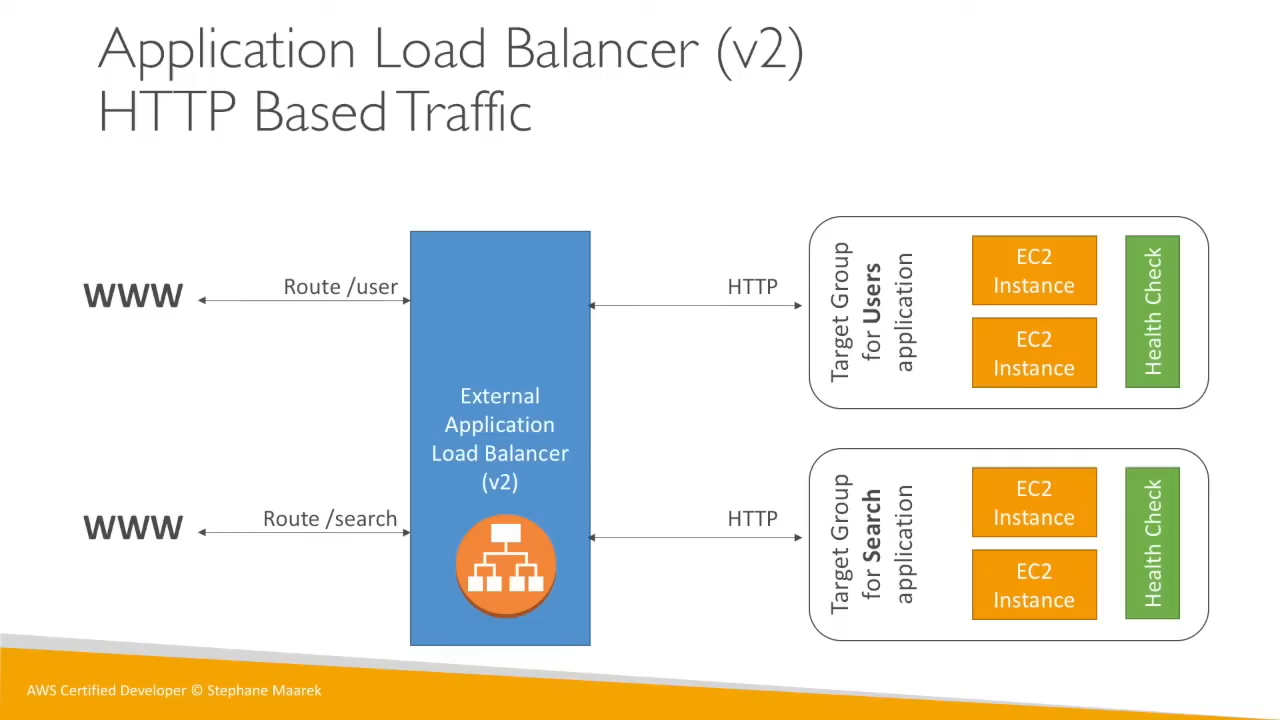 Application Load Balancer (v2)
HTTP Based Traffic
WWW
Route /user
External
Application
Load Balancer
(v2)
HTTP
Target Group
for Users
application
EC2
Instance
EC2
Instance
Health Check
WWW
Route /search
HTTP
Target Group
for Search
application
EC2
Instance
EC2
Instance
Health Check
AWS Certified Developer © Stephane Maarek